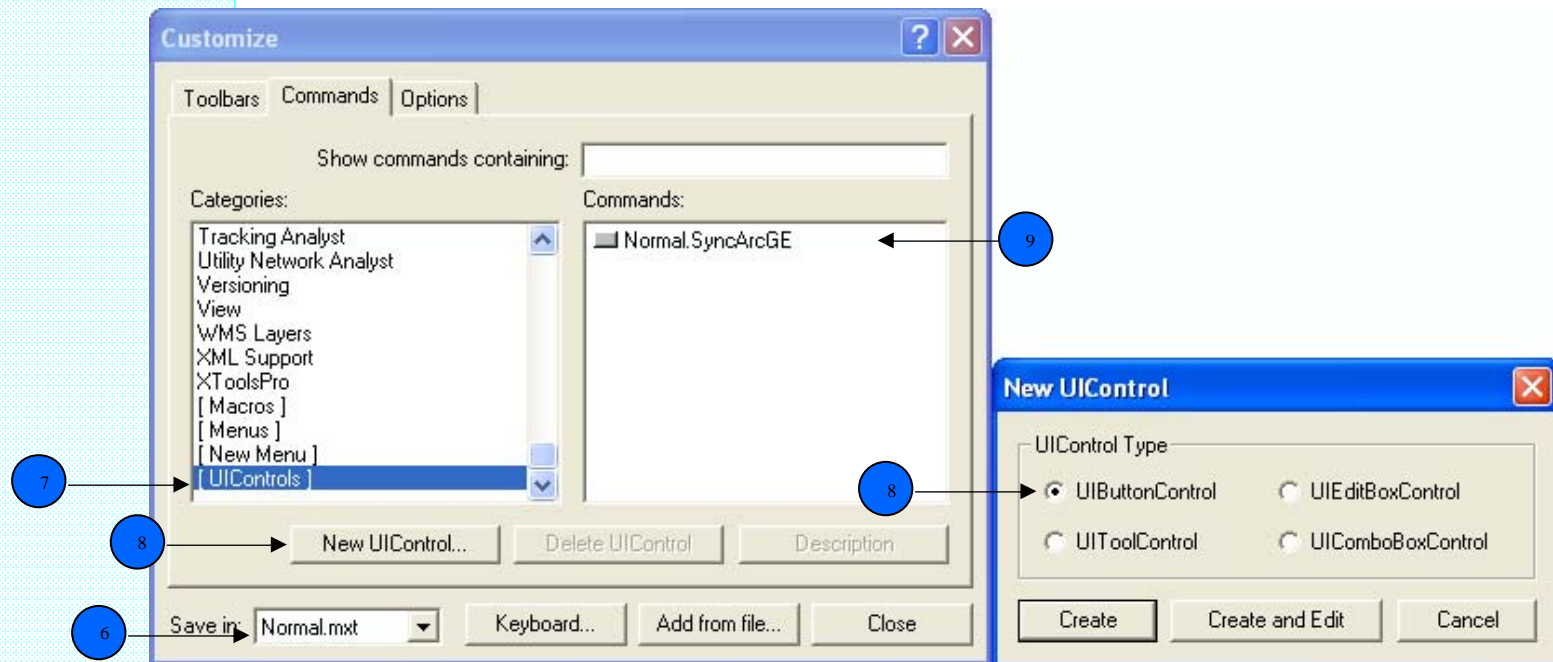 Customize
Toolbars Commands Options
Show commands containing:
Categories: Commands:
Tracking Analyst
Utility Network Analyst
Versioning
View
WMS Layers
XML Support
XToolsPro
[ Macros ]
[ Menus ]
[ New Menu ]
[ UIControls ]
Normal.SyncArcGE
9
7
8
New UIControl... Delete UIControl Description
6
Save in: Normal.mxt Keyboard... Add from file... Close
New UIControl
UIControl Type
8
UIButtonControl UIEditBoxControl
UIToolControl UIComboBoxControl
Create Create and Edit Cancel